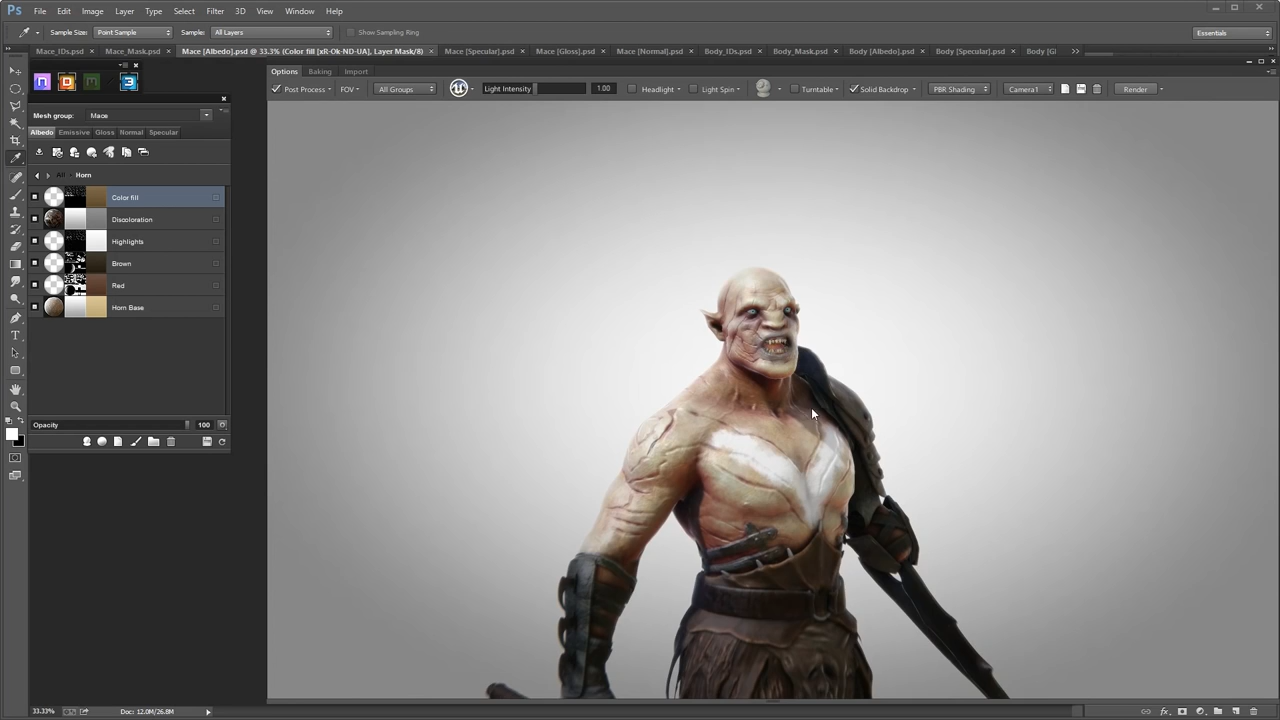 Ps File Edit Image Layer Type Select Filter 3D View Window Help
Sample Size: Point Sample Sample: All Layers Show Sampling Ring Essentials
Mace_IDs.psd × Mace_Mask.psd × Mace [Albedo].psd @ 33.3% (Color fill [xR-Ok-ND-UA], Layer Mask/8) × Mace [Specular].psd × Mace [Gloss].psd × Mace [Normal].psd × Body_IDs.psd × Body_Mask.psd × Body [Albedo].psd × Body [Specular].psd × Body [Gl
Options Baking Import
Post Process FOV All Groups Light Intensity 1.00 Headlight Light Spin Turntable Solid Backdrop PBR Shading Camera1 Render
Mesh group: Mace
Albedo Emissive Gloss Normal Specular
All Horn
Color fill
Discoloration
Highlights
Brown
Red
Horn Base
Opacity 100
33.33% Doc: 12.0M/26.8M